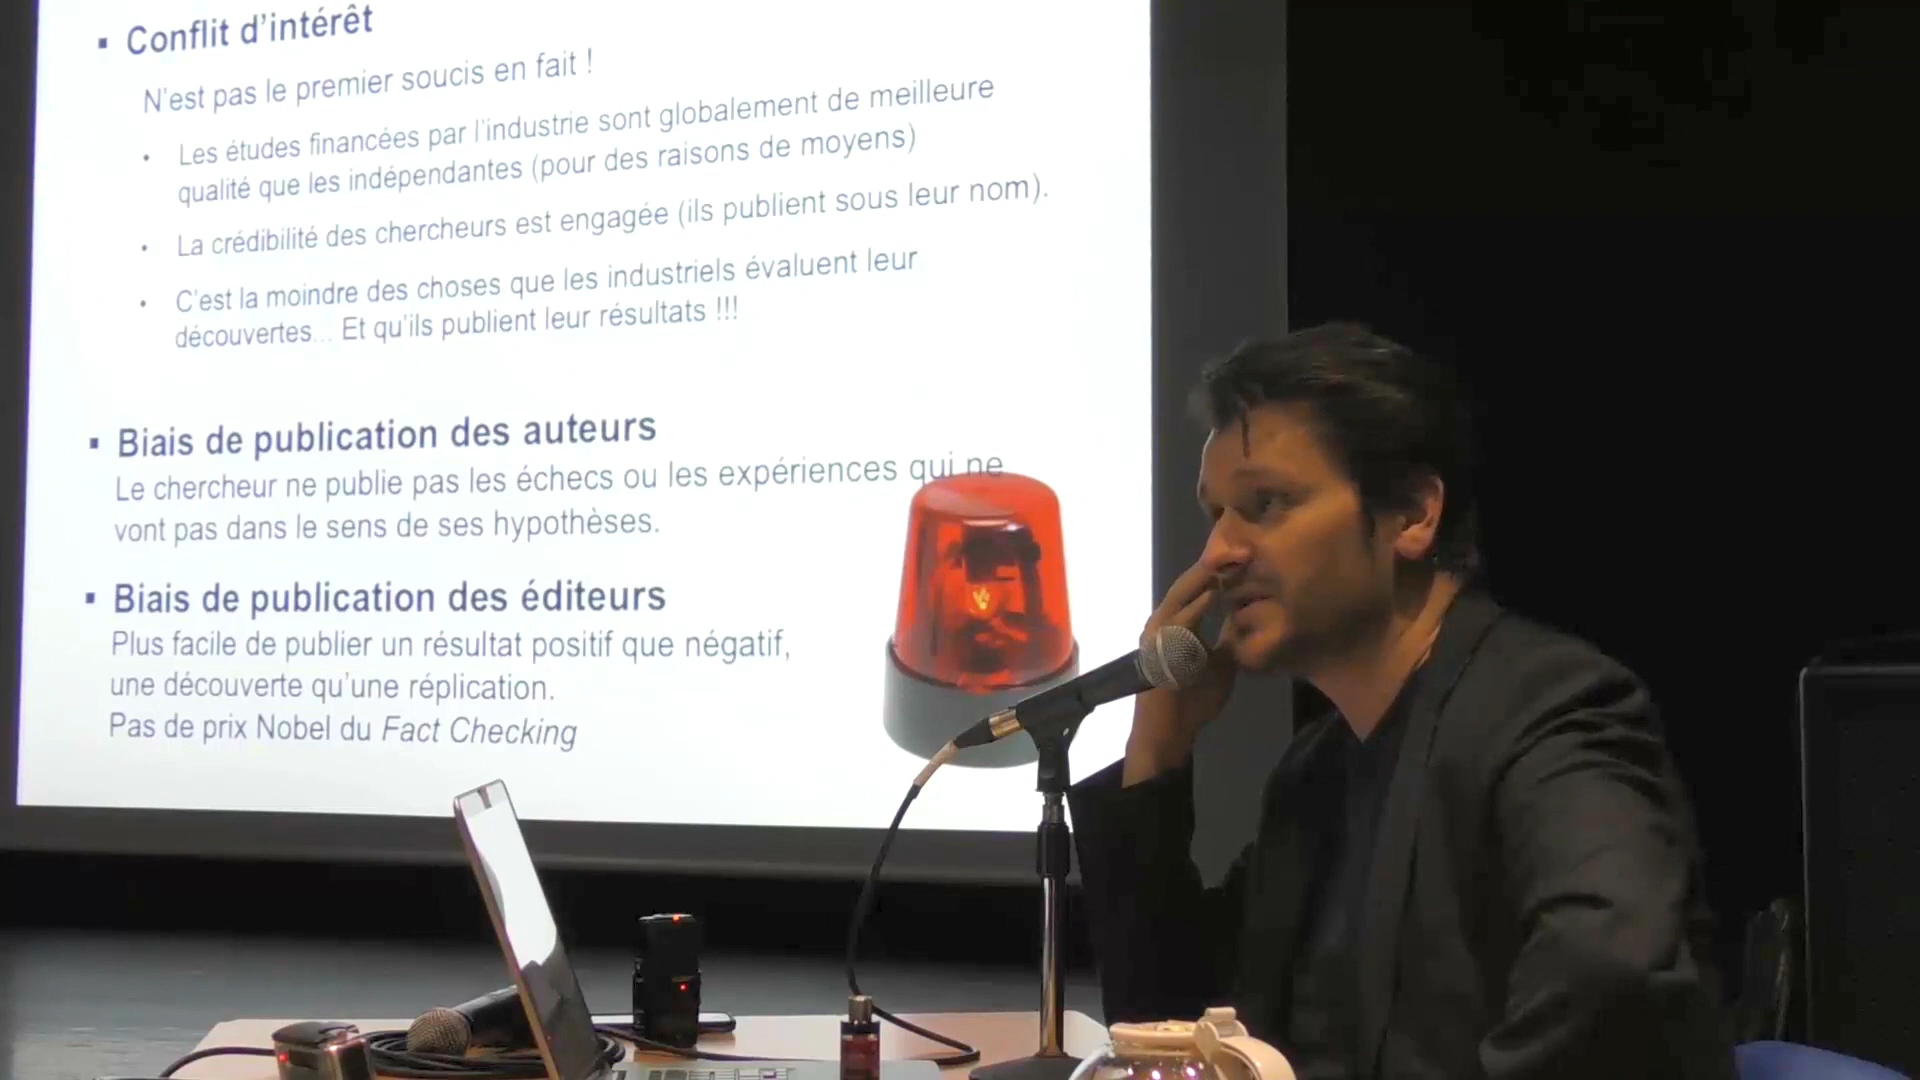 ▪ Conflit d'intérêt
N'est pas le premier soucis en fait !
• Les études financées par l'industrie sont globalement de meilleure
qualité que les indépendantes (pour des raisons de moyens)
• La crédibilité des chercheurs est engagée (ils publient sous leur nom).
• C'est la moindre des choses que les industriels évaluent leur
découvertes... Et qu'ils publient leur résultats !!!
▪ Biais de publication des auteurs
Le chercheur ne publie pas les échecs ou les expériences qui ne
vont pas dans le sens de ses hypothèses.
▪ Biais de publication des éditeurs
Plus facile de publier un résultat positif que négatif,
une découverte qu'une réplication.
Pas de prix Nobel du Fact Checking